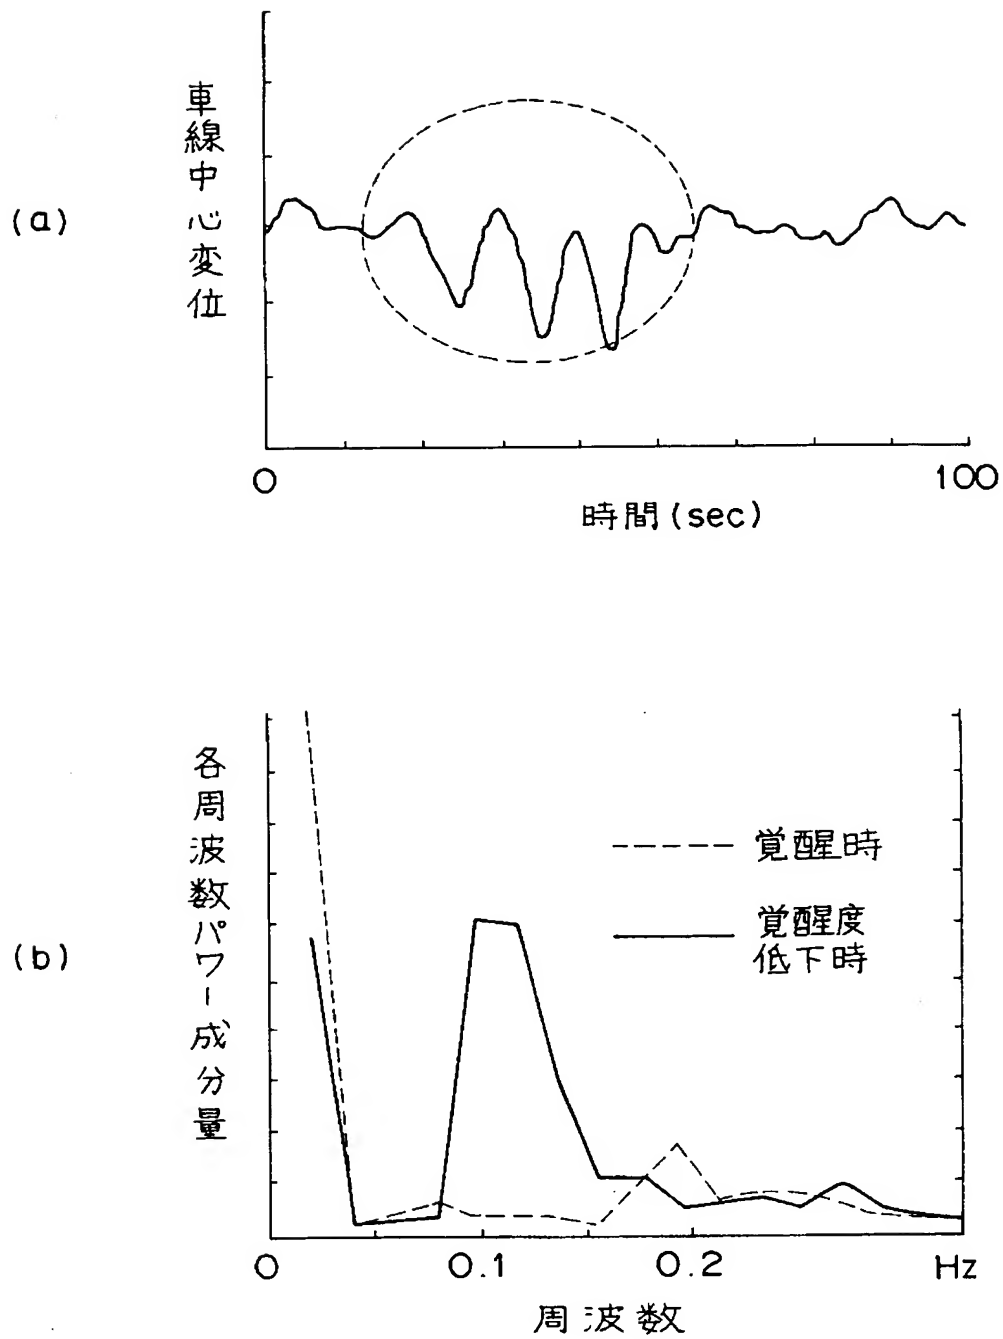 (a)
車線中心変位
0
100
時間(sec)
(b)
各周波数パワー成分量
覚醒時
覚醒度
低下時
0
0.1
0.2
Hz
周波数